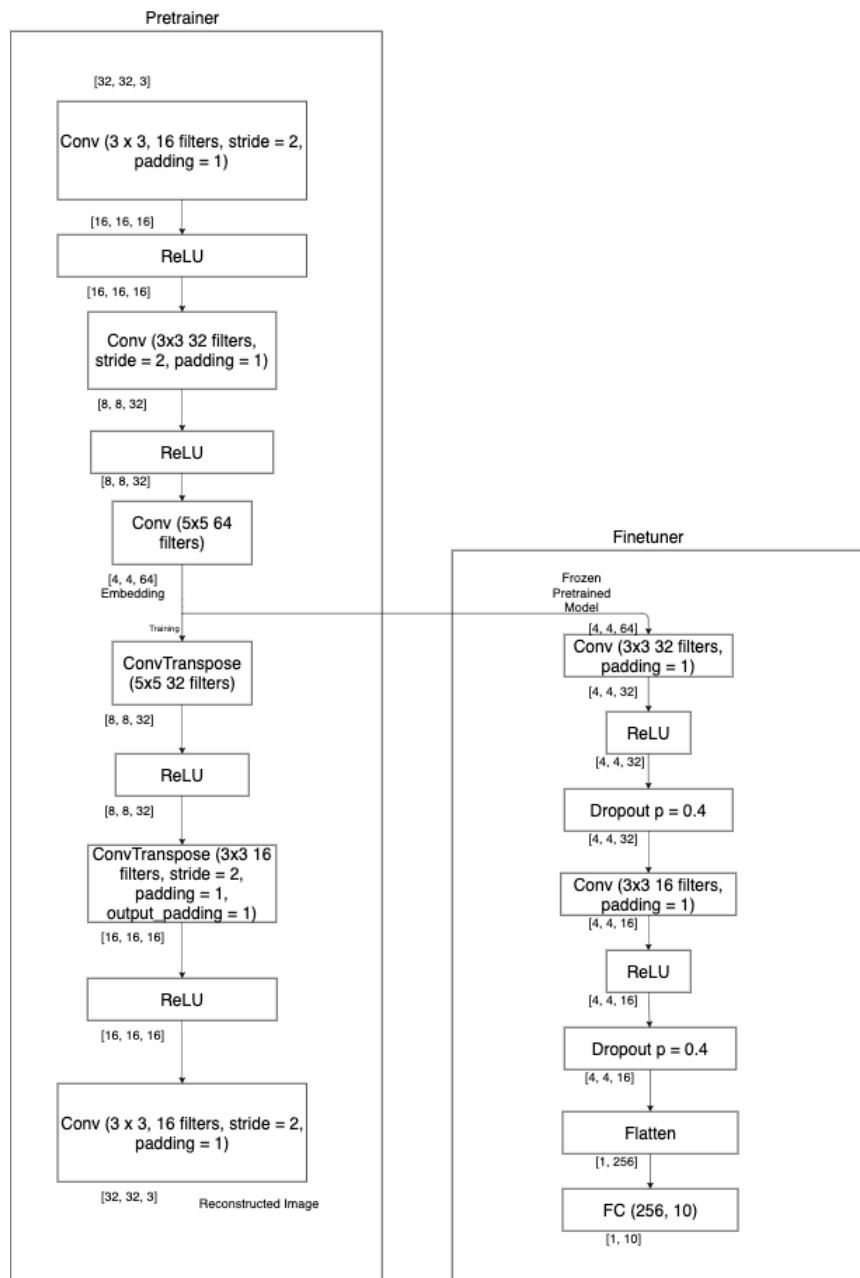 Pretrainer
[32, 32, 3]
Conv (3 x 3, 16 filters, stride = 2,
padding = 1)
[16, 16, 16]
ReLU
[16, 16, 16]
Conv (3x3 32 filters,
stride = 2, padding = 1)
[8, 8, 32]
ReLU
[8, 8, 32]
Conv (5x5 64
filters)
[4, 4, 64]
Embedding
Training
ConvTranspose
(5x5 32 filters)
[8, 8, 32]
ReLU
[8, 8, 32]
ConvTranspose (3x3 16
filters, stride = 2,
padding = 1,
output_padding = 1)
[16, 16, 16]
ReLU
[16, 16, 16]
Conv (3 x 3, 16 filters, stride = 2,
padding = 1)
[32, 32, 3]
Reconstructed Image
Finetuner
Frozen
Pretrained
Model
[4, 4, 64]
Conv (3x3 32 filters,
padding = 1)
[4, 4, 32]
ReLU
[4, 4, 32]
Dropout p = 0.4
[4, 4, 32]
Conv (3x3 16 filters,
padding = 1)
[4, 4, 16]
ReLU
[4, 4, 16]
Dropout p = 0.4
[4, 4, 16]
Flatten
[1, 256]
FC (256, 10)
[1, 10]